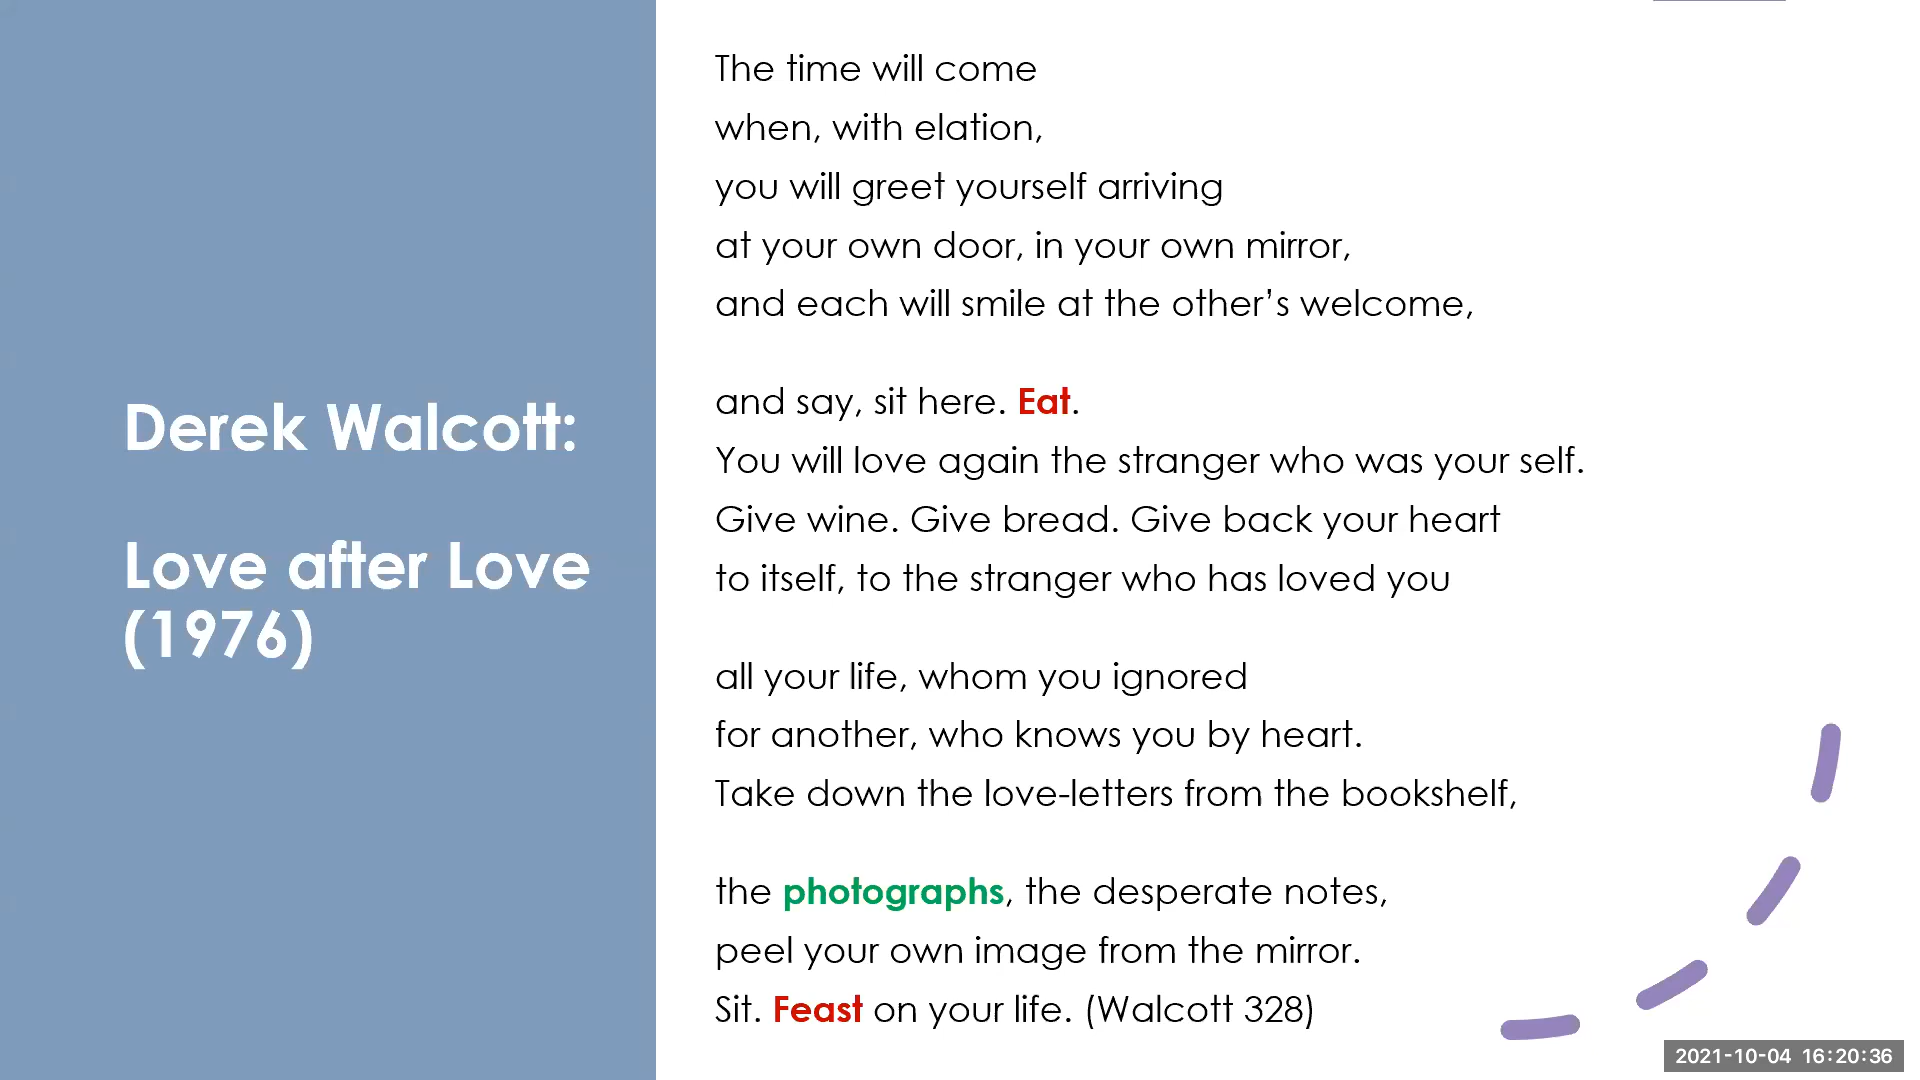 Derek Walcott:
Love after Love
(1976)
The time will come
when, with elation,
you will greet yourself arriving
at your own door, in your own mirror,
and each will smile at the other’s welcome,
and say, sit here. Eat.
You will love again the stranger who was your self.
Give wine. Give bread. Give back your heart
to itself, to the stranger who has loved you
all your life, whom you ignored
for another, who knows you by heart.
Take down the love-letters from the bookshelf,
the photographs, the desperate notes,
peel your own image from the mirror.
Sit. Feast on your life. (Walcott 328)
2021-10-04 16:20:36